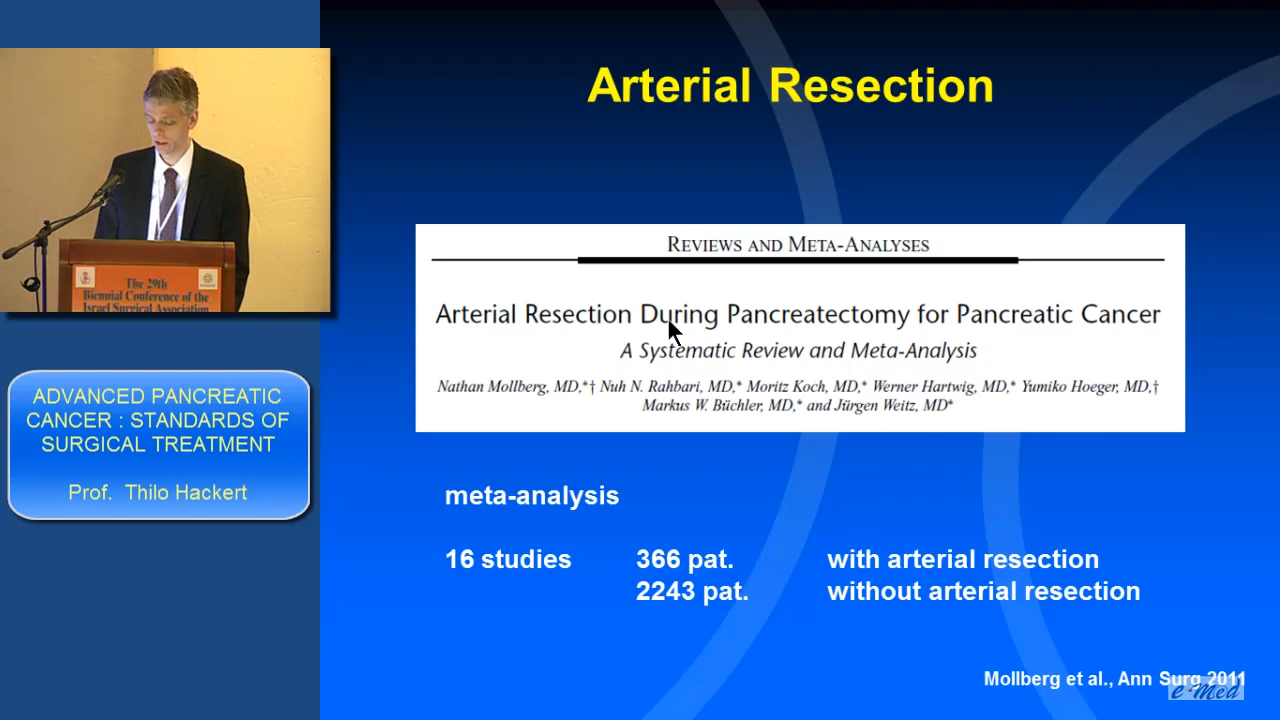 Arterial Resection
The 29th
Biennial Conference of the
Israel Surgical Association
ADVANCED PANCREATIC
CANCER : STANDARDS OF
SURGICAL TREATMENT
Prof. Thilo Hackert
REVIEWS AND META-ANALYSES
Arterial Resection During Pancreatectomy for Pancreatic Cancer
A Systematic Review and Meta-Analysis
Nathan Mollberg, MD,*† Nuh N. Rahbari, MD,* Moritz Koch, MD,* Werner Hartwig, MD,* Yumiko Hoeger, MD,†
Markus W. Büchler, MD,* and Jürgen Weitz, MD*
meta-analysis
16 studies 366 pat. with arterial resection
2243 pat. without arterial resection
Mollberg et al., Ann Surg 2011
e-Med